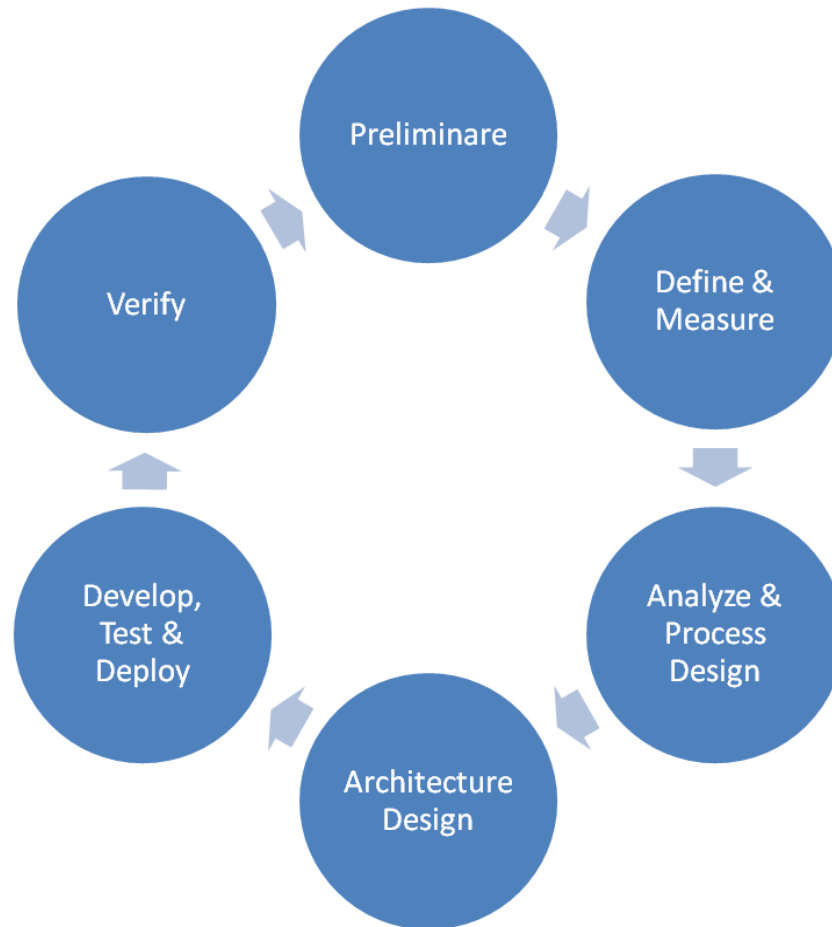 Preliminare
Define &
Measure
Analyze &
Process
Design
Architecture
Design
Develop,
Test &
Deploy
Verify